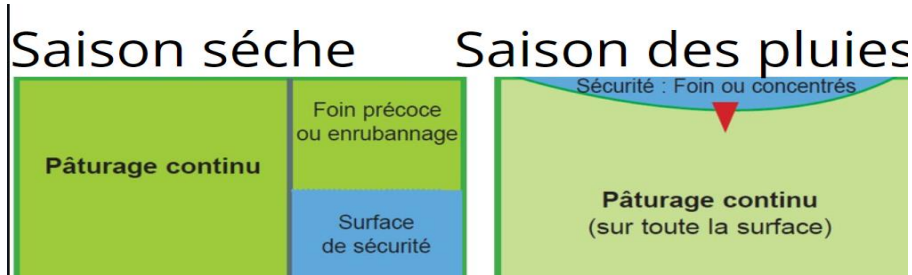 Saison séche
Saison des pluies
Pâturage continu
Foin précoce
ou enrubannage
Surface
de sécurité
Sécurité : Foin ou concentrés
Pâturage continu
(sur toute la surface)